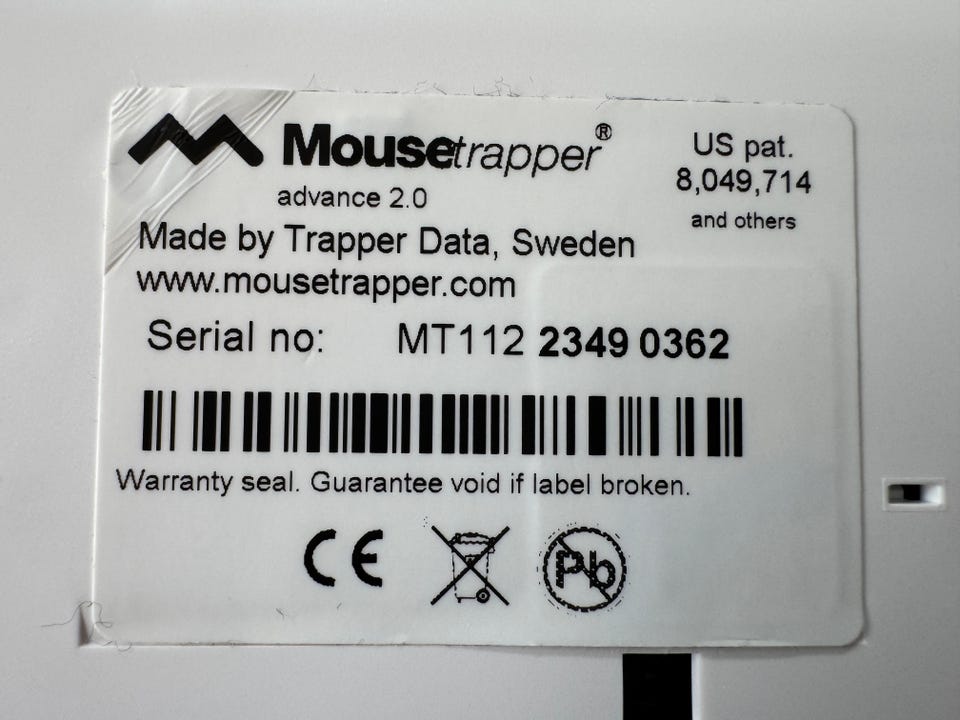 Mousetrapper®
advance 2.0
US pat.
8,049,714
and others
Made by Trapper Data, Sweden
www.mousetrapper.com
Serial no: MT112 2349 0362
Warranty seal. Guarantee void if label broken.
CE
Pb